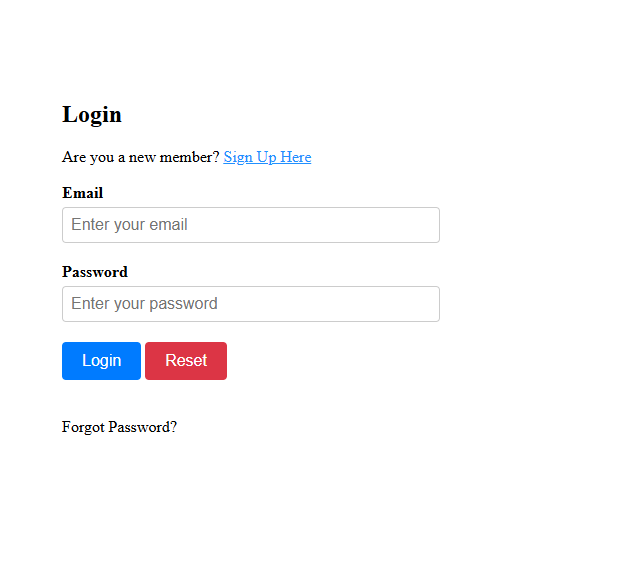 Login
Are you a new member? Sign Up Here
Email
Enter your email
Password
Enter your password
Login Reset
Forgot Password?